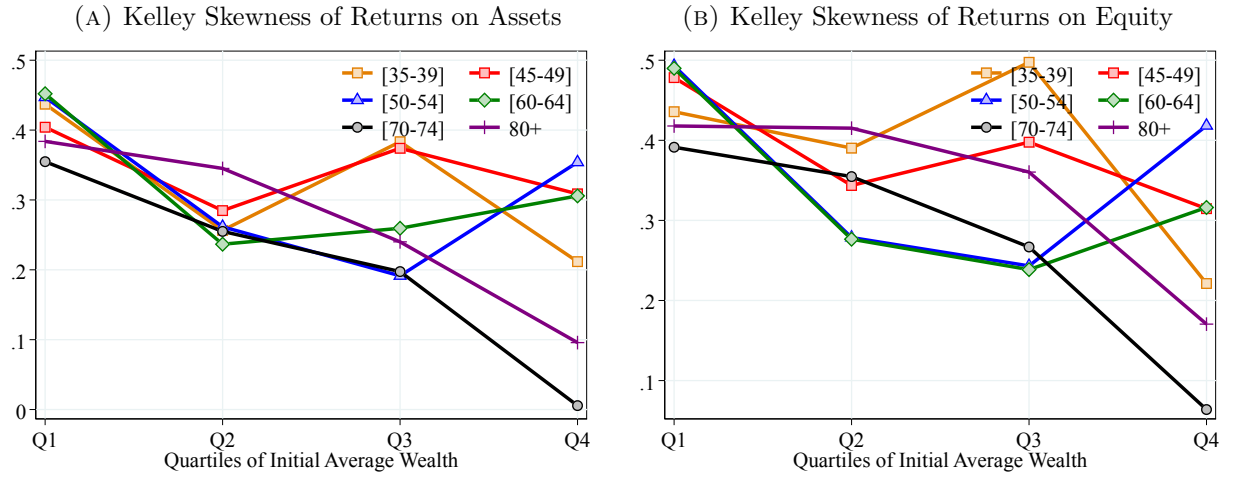 (A) Kelley Skewness of Returns on Assets
.5
.4
.3
.2
.1
0
[35-39] [45-49]
[50-54] [60-64]
[70-74] 80+
Q1 Q2 Q3 Q4
Quartiles of Initial Average Wealth
(B) Kelley Skewness of Returns on Equity
.5
.4
.3
.2
.1
[35-39] [45-49]
[50-54] [60-64]
[70-74] 80+
Q1 Q2 Q3 Q4
Quartiles of Initial Average Wealth